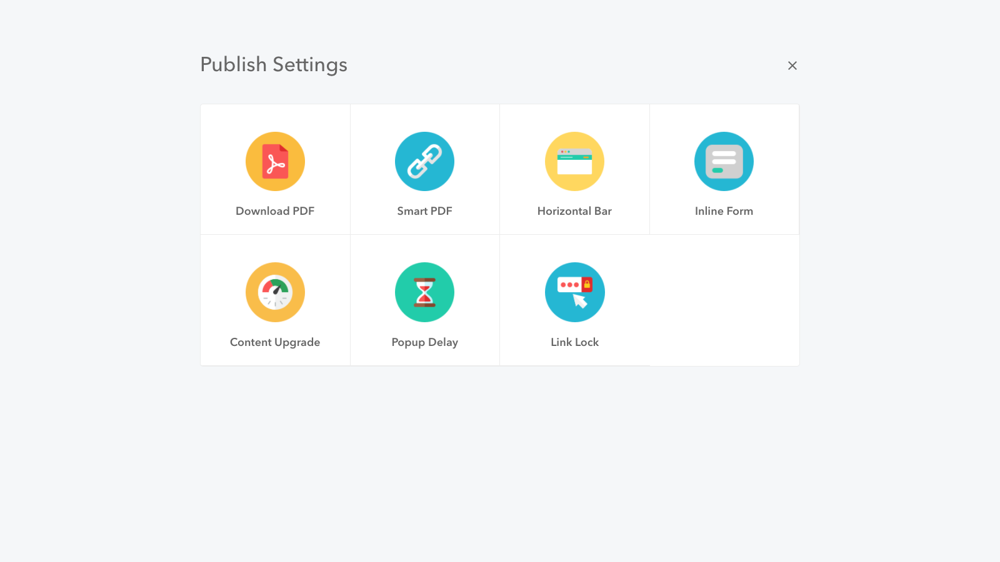 Publish Settings
Download PDF
Smart PDF
Horizontal Bar
Inline Form
Content Upgrade
Popup Delay
Link Lock